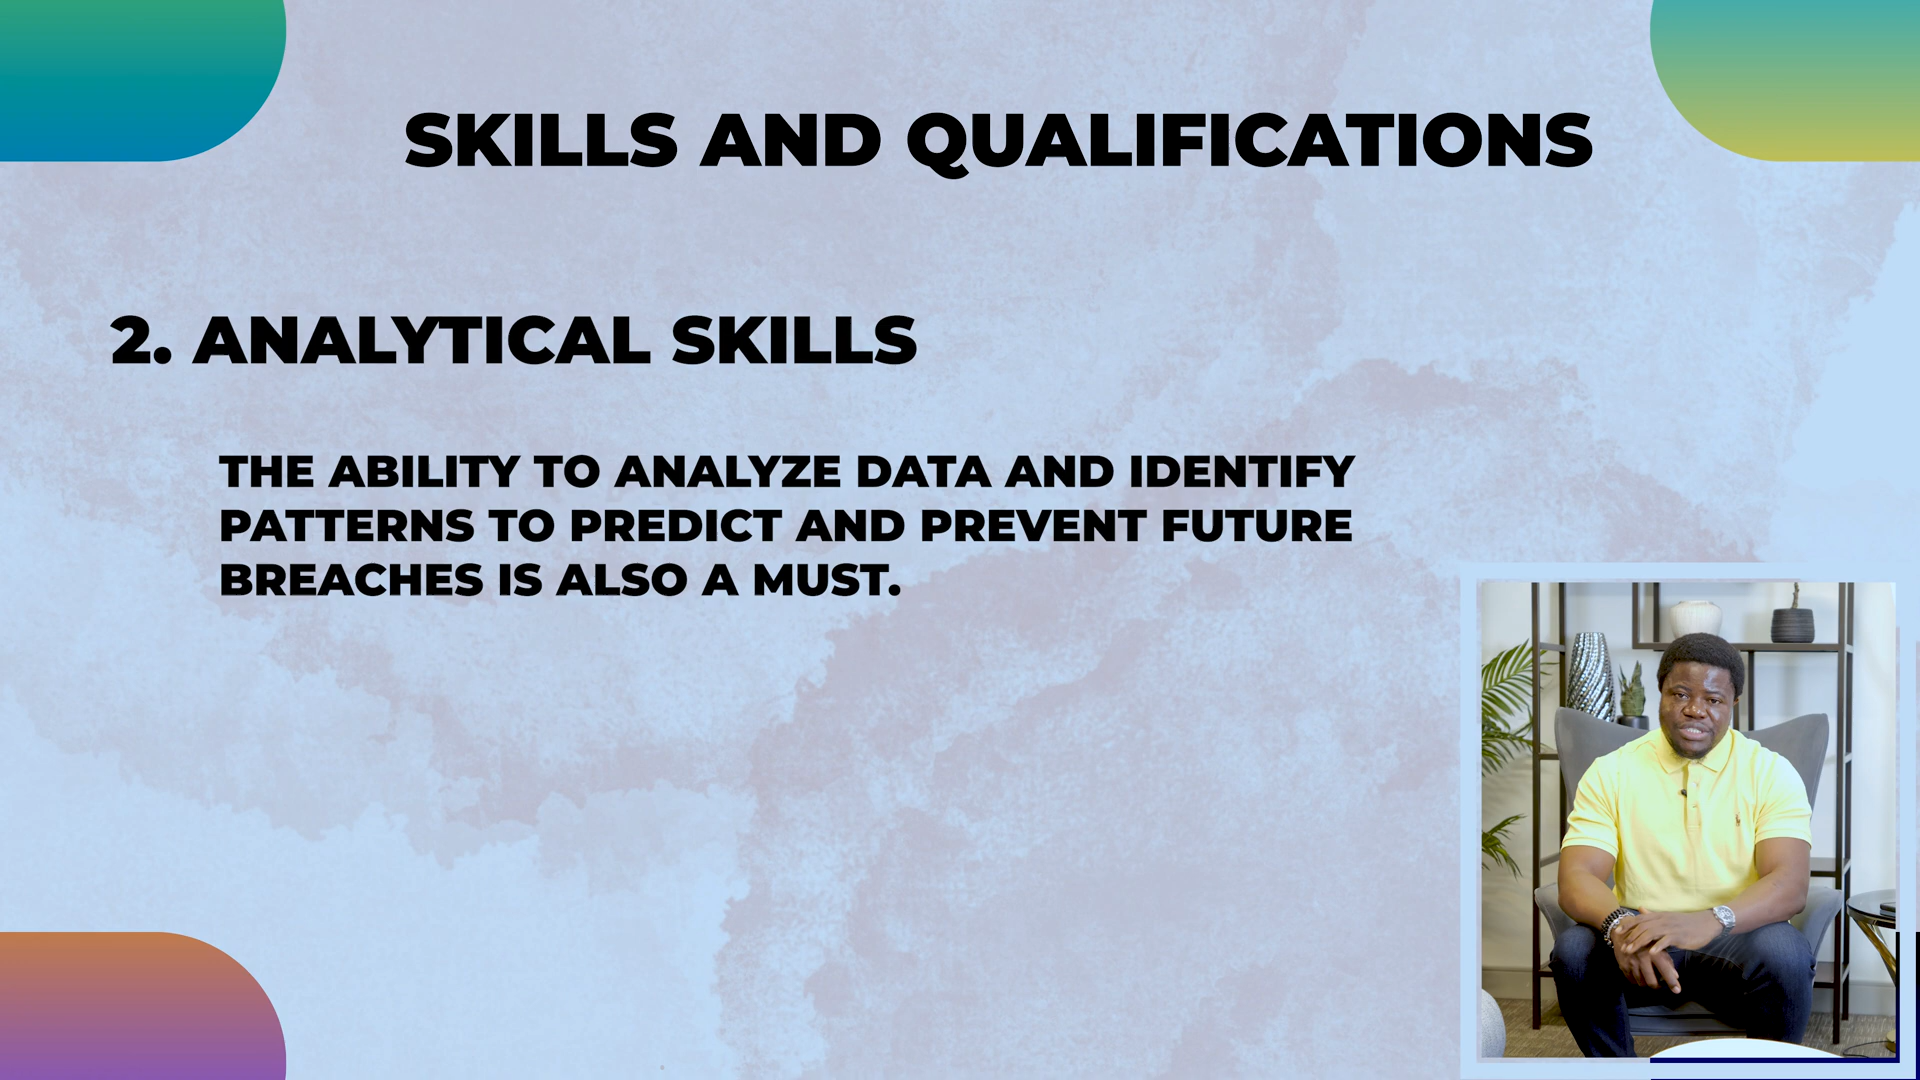 SKILLS AND QUALIFICATIONS
2. ANALYTICAL SKILLS
THE ABILITY TO ANALYZE DATA AND IDENTIFY
PATTERNS TO PREDICT AND PREVENT FUTURE
BREACHES IS ALSO A MUST.